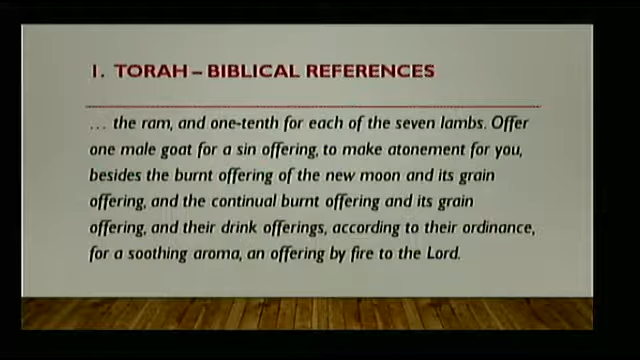 1. TORAH – BIBLICAL REFERENCES
… the ram, and one-tenth for each of the seven lambs. Offer
one male goat for a sin offering, to make atonement for you,
besides the burnt offering of the new moon and its grain
offering, and the continual burnt offering and its grain
offering, and their drink offerings, according to their ordinance,
for a soothing aroma, an offering by fire to the Lord.